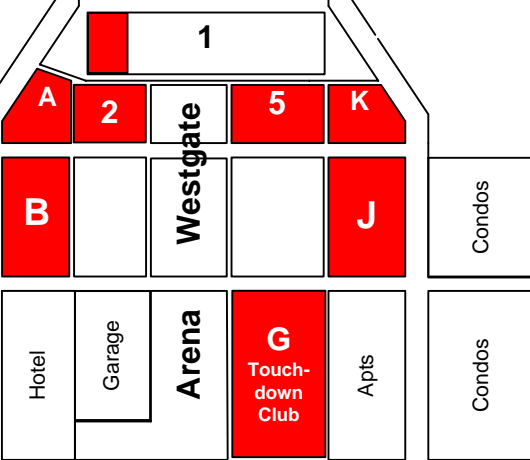 1
A
2
5
K
Westgate
B
J
Condos
Hotel
Garage
Arena
G
Touch-
down
Club
Apts
Condos